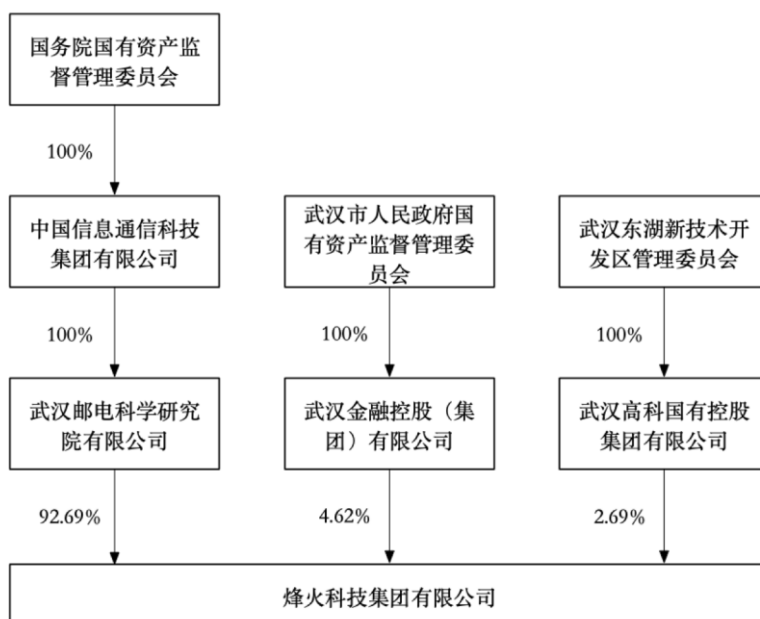 国务院国有资产监
督管理委员会
100%
中国信息通信科技
集团有限公司
武汉市人民政府国
有资产监督管理委
员会
武汉东湖新技术开
发区管理委员会
100%
100%
100%
武汉邮电科学研究
院有限公司
武汉金融控股（集
团）有限公司
武汉高科国有控股
集团有限公司
92.69%
4.62%
2.69%
烽火科技集团有限公司